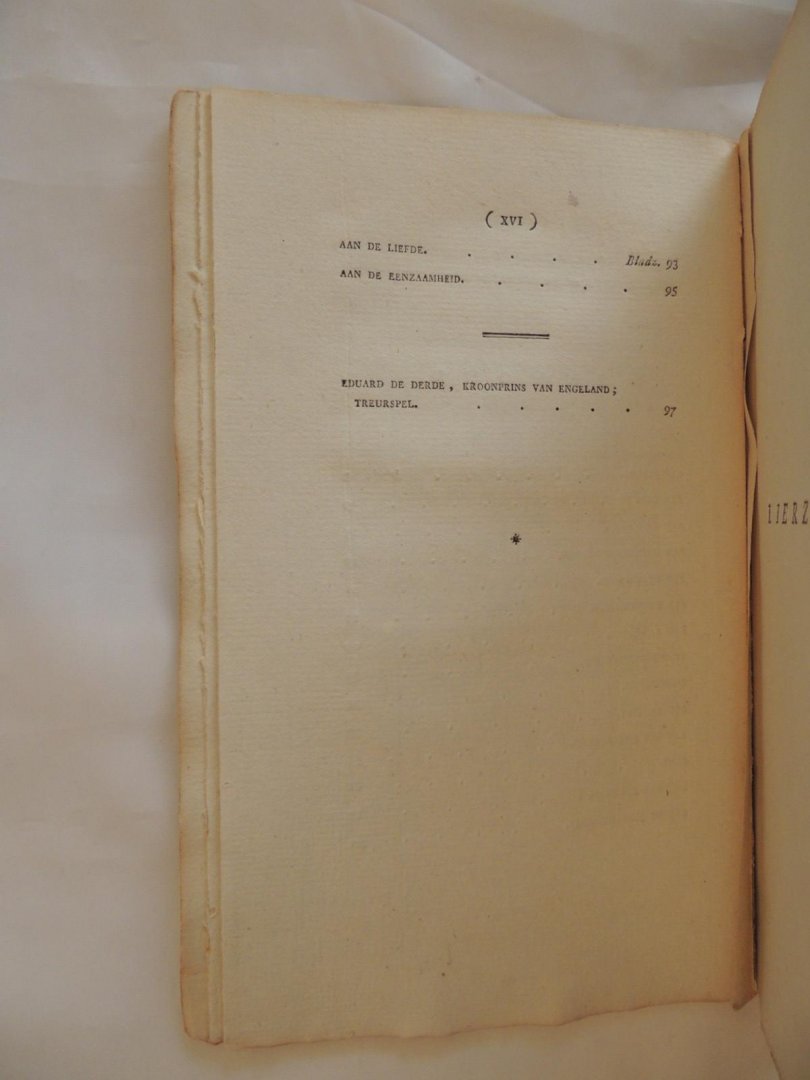 ( XVI )
AAN DE LIEFDE. . . . . Bladz. 93
AAN DE EENZAAMHEID. . . . . 95
EDUARD DE DERDE, KROONPRINS VAN ENGELAND;
TREURSPEL. . . . . . 97
*